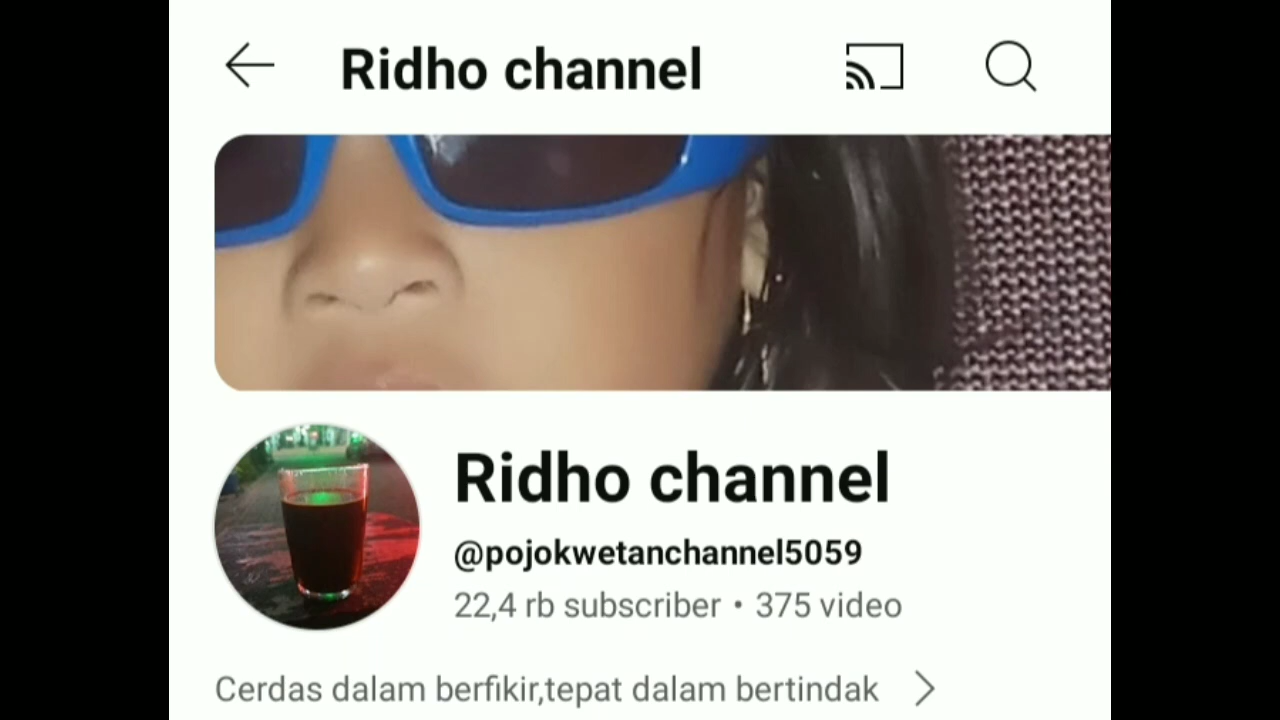 Ridho channel
Ridho channel
@pojokwetanchannel5059
22,4 rb subscriber • 375 video
Cerdas dalam berfikir,tepat dalam bertindak